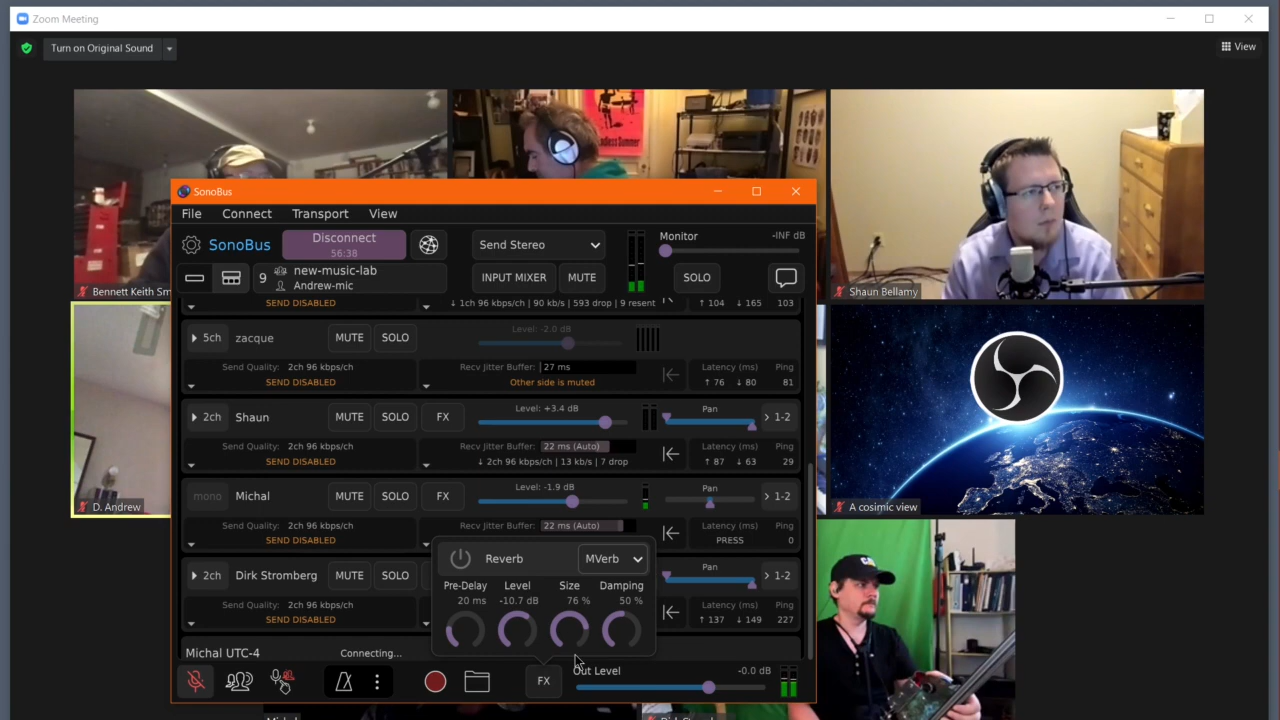 Zoom Meeting
Turn on Original Sound
View
Endless Summer
Bennett Keith Sm
Shaun Bellamy
SonoBus
File Connect Transport View
SonoBus
Disconnect
56:38
Send Stereo
Monitor
-INF dB
9
new-music-lab
Andrew-mic
INPUT MIXER
MUTE
SOLO
SEND DISABLED
↓ 1ch 96 kbps/ch | 90 kb/s | 593 drop | 9 resent
↑ 104 ↓ 165 103
5ch zacque MUTE SOLO
Level: -2.0 dB
Send Quality: 2ch 96 kbps/ch
SEND DISABLED
Recv Jitter Buffer: 27 ms
Other side is muted
Latency (ms) Ping
↑ 76 ↓ 80 81
2ch Shaun MUTE SOLO FX
Level: +3.4 dB
Pan
1-2
Send Quality: 2ch 96 kbps/ch
SEND DISABLED
Recv Jitter Buffer: 22 ms (Auto)
↓ 2ch 96 kbps/ch | 13 kb/s | 7 drop
Latency (ms) Ping
↑ 87 ↓ 63 29
mono Michal MUTE SOLO FX
Level: -1.9 dB
Pan
1-2
Send Quality: 2ch 96 kbps/ch
SEND DISABLED
Recv Jitter Buffer: 22 ms (Auto)
Latency (ms) Ping
PRESS 0
2ch Dirk Stromberg MUTE SOLO
Pan
1-2
Send Quality: 2ch 96 kbps/ch
SEND DISABLED
Latency (ms) Ping
↑ 137 ↓ 149 227
Reverb MVerb
Pre-Delay Level Size Damping
20 ms -10.7 dB 76 % 50 %
Michal UTC-4 Connecting...
FX
Out Level
-0.0 dB
D. Andrew
A cosimic view
CAT